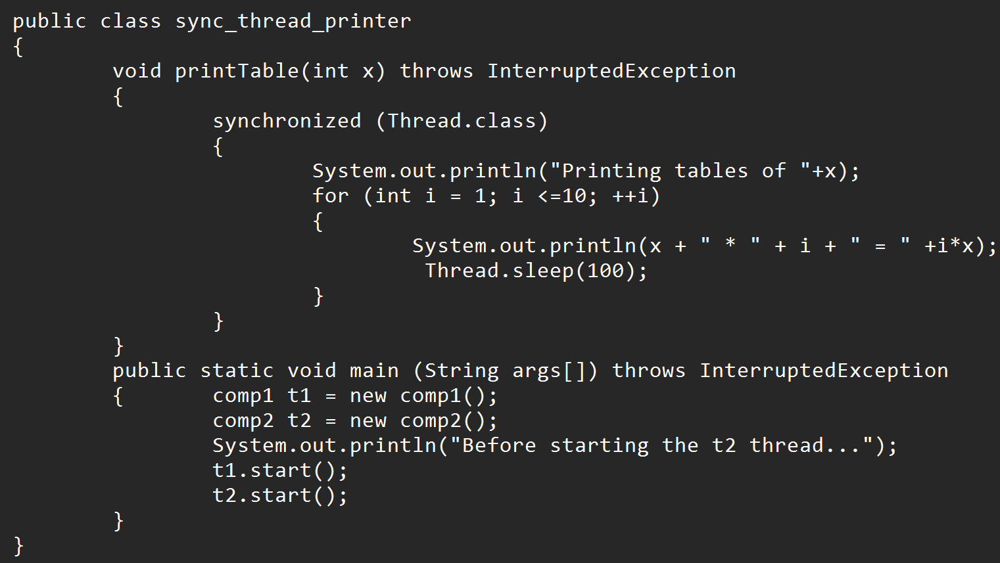 public class sync_thread_printer
{
        void printTable(int x) throws InterruptedException
        {
                synchronized (Thread.class)
                {
                        System.out.println("Printing tables of "+x);
                        for (int i = 1; i <=10; ++i)
                        {
                                System.out.println(x + " * " + i + " = " +i*x);
                                 Thread.sleep(100);
                        }
                }
        }
        public static void main (String args[]) throws InterruptedException
        {       comp1 t1 = new comp1();
                comp2 t2 = new comp2();
                System.out.println("Before starting the t2 thread...");
                t1.start();
                t2.start();
        }
}